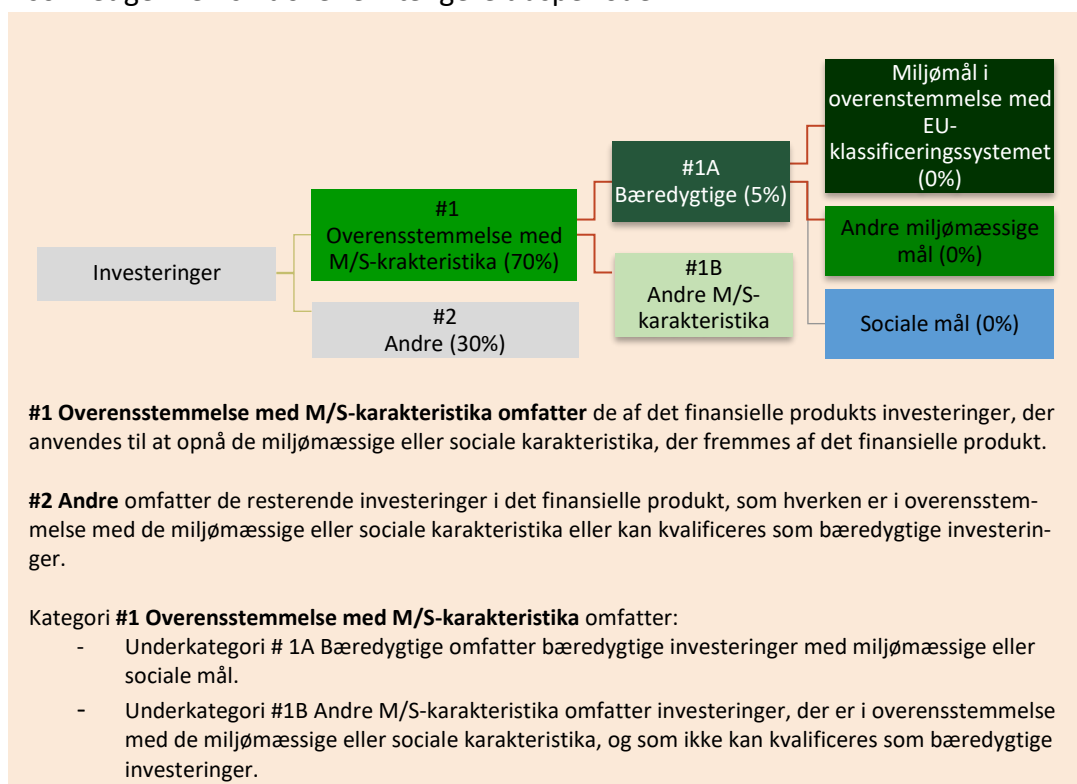 Miljømål i
overenstemmelse med
EU-
klassificeringssystemet
(0%)
#1A
Bæredygtige (5%)
#1
Overensstemmelse med
M/S-krakteristika (70%)
Andre miljømæssige
mål (0%)
Investeringer
#1B
Andre M/S-
karakteristika
#2
Andre (30%)
Sociale mål (0%)
#1 Overensstemmelse med M/S-karakteristika omfatter de af det finansielle produkts investeringer, der
anvendes til at opnå de miljømæssige eller sociale karakteristika, der fremmes af det finansielle produkt.
#2 Andre omfatter de resterende investeringer i det finansielle produkt, som hverken er i overensstem-
melse med de miljømæssige eller sociale karakteristika eller kan kvalificeres som bæredygtige investerin-
ger.
Kategori #1 Overensstemmelse med M/S-karakteristika omfatter:
- Underkategori # 1A Bæredygtige omfatter bæredygtige investeringer med miljømæssige eller
sociale mål.
- Underkategori #1B Andre M/S-karakteristika omfatter investeringer, der er i overensstemmelse
med de miljømæssige eller sociale karakteristika, og som ikke kan kvalificeres som bæredygtige
investeringer.